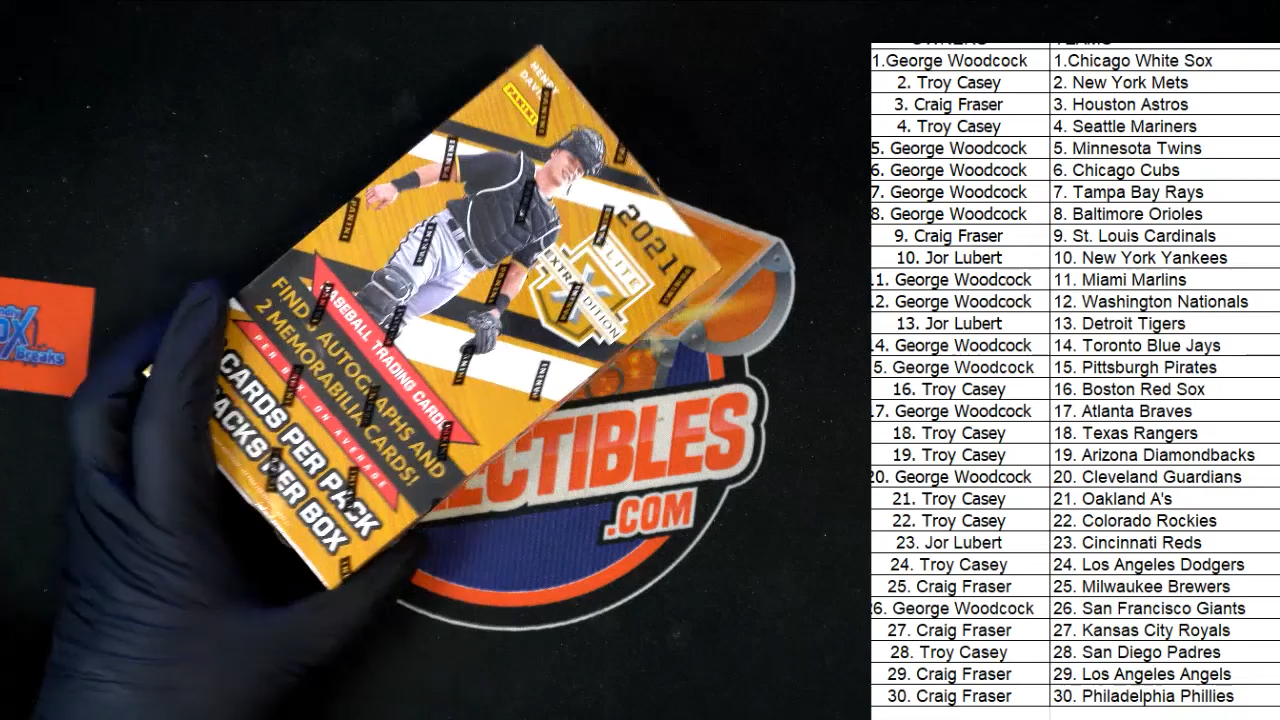 HENRY
PANINI
2021
ELITE
EXTRA EDITION
BASEBALL TRADING CARDS
AUTOGRAPHS AND
2 MEMORABILIA CARDS!
PER BOX, ON AVERAGE
CARDS PER PACK
PACKS PER BOX
BOX
Breaks
.COM
OWNERS TEAMS
1.George Woodcock 1.Chicago White Sox
2. Troy Casey 2. New York Mets
3. Craig Fraser 3. Houston Astros
4. Troy Casey 4. Seattle Mariners
5. George Woodcock 5. Minnesota Twins
6. George Woodcock 6. Chicago Cubs
7. George Woodcock 7. Tampa Bay Rays
8. George Woodcock 8. Baltimore Orioles
9. Craig Fraser 9. St. Louis Cardinals
10. Jor Lubert 10. New York Yankees
11. George Woodcock 11. Miami Marlins
12. George Woodcock 12. Washington Nationals
13. Jor Lubert 13. Detroit Tigers
14. George Woodcock 14. Toronto Blue Jays
15. George Woodcock 15. Pittsburgh Pirates
16. Troy Casey 16. Boston Red Sox
17. George Woodcock 17. Atlanta Braves
18. Troy Casey 18. Texas Rangers
19. Troy Casey 19. Arizona Diamondbacks
20. George Woodcock 20. Cleveland Guardians
21. Troy Casey 21. Oakland A's
22. Troy Casey 22. Colorado Rockies
23. Jor Lubert 23. Cincinnati Reds
24. Troy Casey 24. Los Angeles Dodgers
25. Craig Fraser 25. Milwaukee Brewers
26. George Woodcock 26. San Francisco Giants
27. Craig Fraser 27. Kansas City Royals
28. Troy Casey 28. San Diego Padres
29. Craig Fraser 29. Los Angeles Angels
30. Craig Fraser 30. Philadelphia Phillies